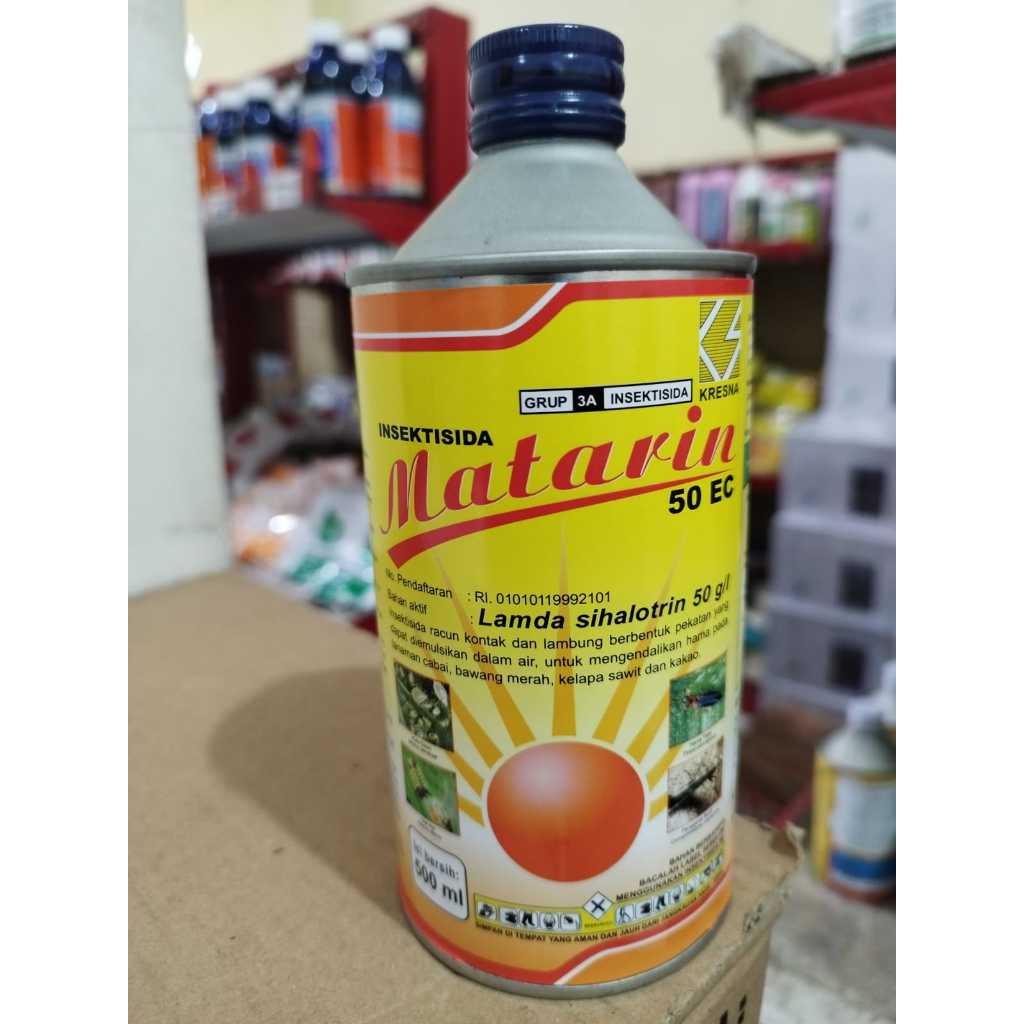 KRESNA
GRUP 3A INSEKTISIDA
INSEKTISIDA
Matarin
50 EC
No. Pendaftaran : RI. 01010119992101
Bahan aktif : Lamda sihalotrin 50 g/l
Insektisida racun kontak dan lambung berbentuk pekatan yang
dapat diemulsikan dalam air, untuk mengendalikan hama pada
tanaman cabai, bawang merah, kelapa sawit dan kakao.
Isi bersih:
500 ml
BACALAH LABEL
MENGGUNAKAN
SIMPAN DI TEMPAT YANG AMAN DAN JAUH DARI JANGKAUAN